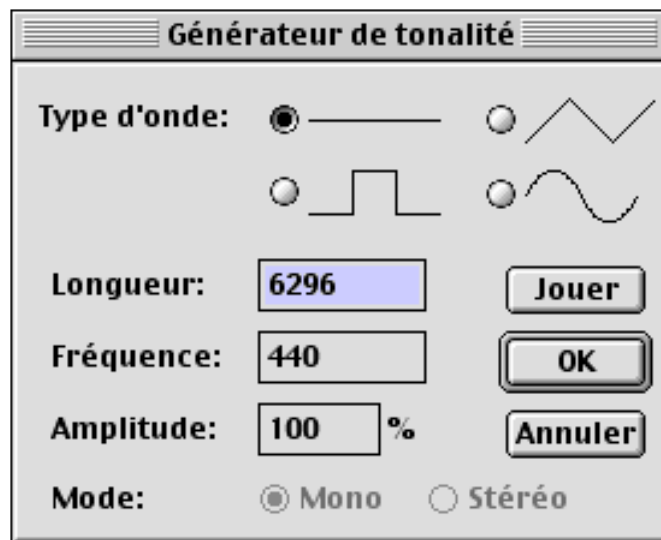 Générateur de tonalité
Type d'onde:
Longueur: 6296 Jouer
Fréquence: 440 OK
Amplitude: 100 % Annuler
Mode: Mono Stéréo